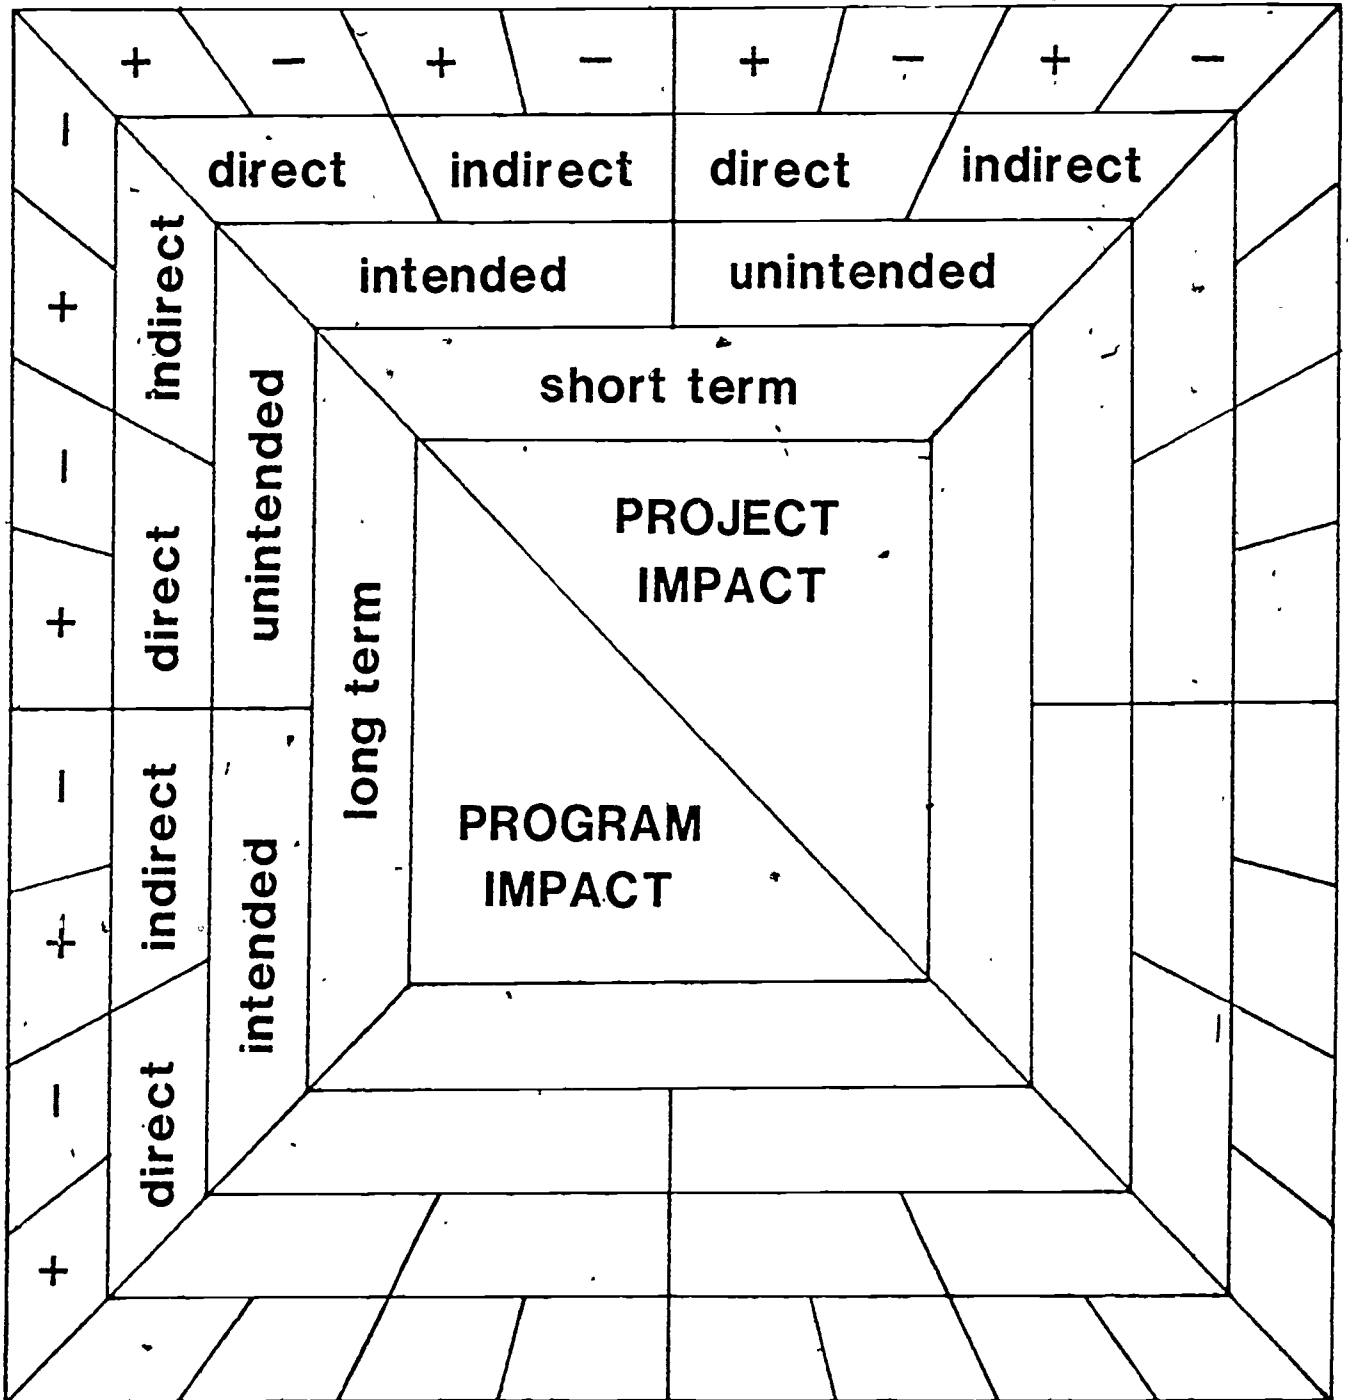 + − + − + − + −
direct indirect direct indirect
intended unintended
short term
PROJECT
IMPACT
PROGRAM
IMPACT
long term
unintended
intended
indirect
direct
indirect
direct
−
+
−
+
−
+
−
+